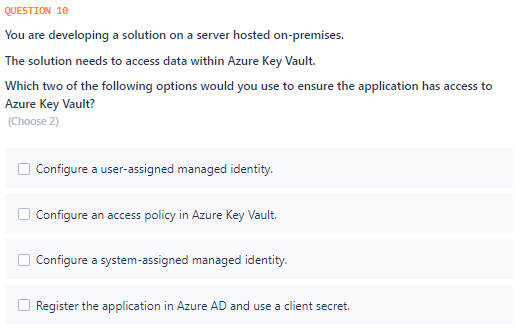 QUESTION 10
You are developing a solution on a server hosted on-premises.
The solution needs to access data within Azure Key Vault.
Which two of the following options would you use to ensure the application has access to
Azure Key Vault?
(Choose 2)
Configure a user-assigned managed identity.
Configure an access policy in Azure Key Vault.
Configure a system-assigned managed identity.
Register the application in Azure AD and use a client secret.